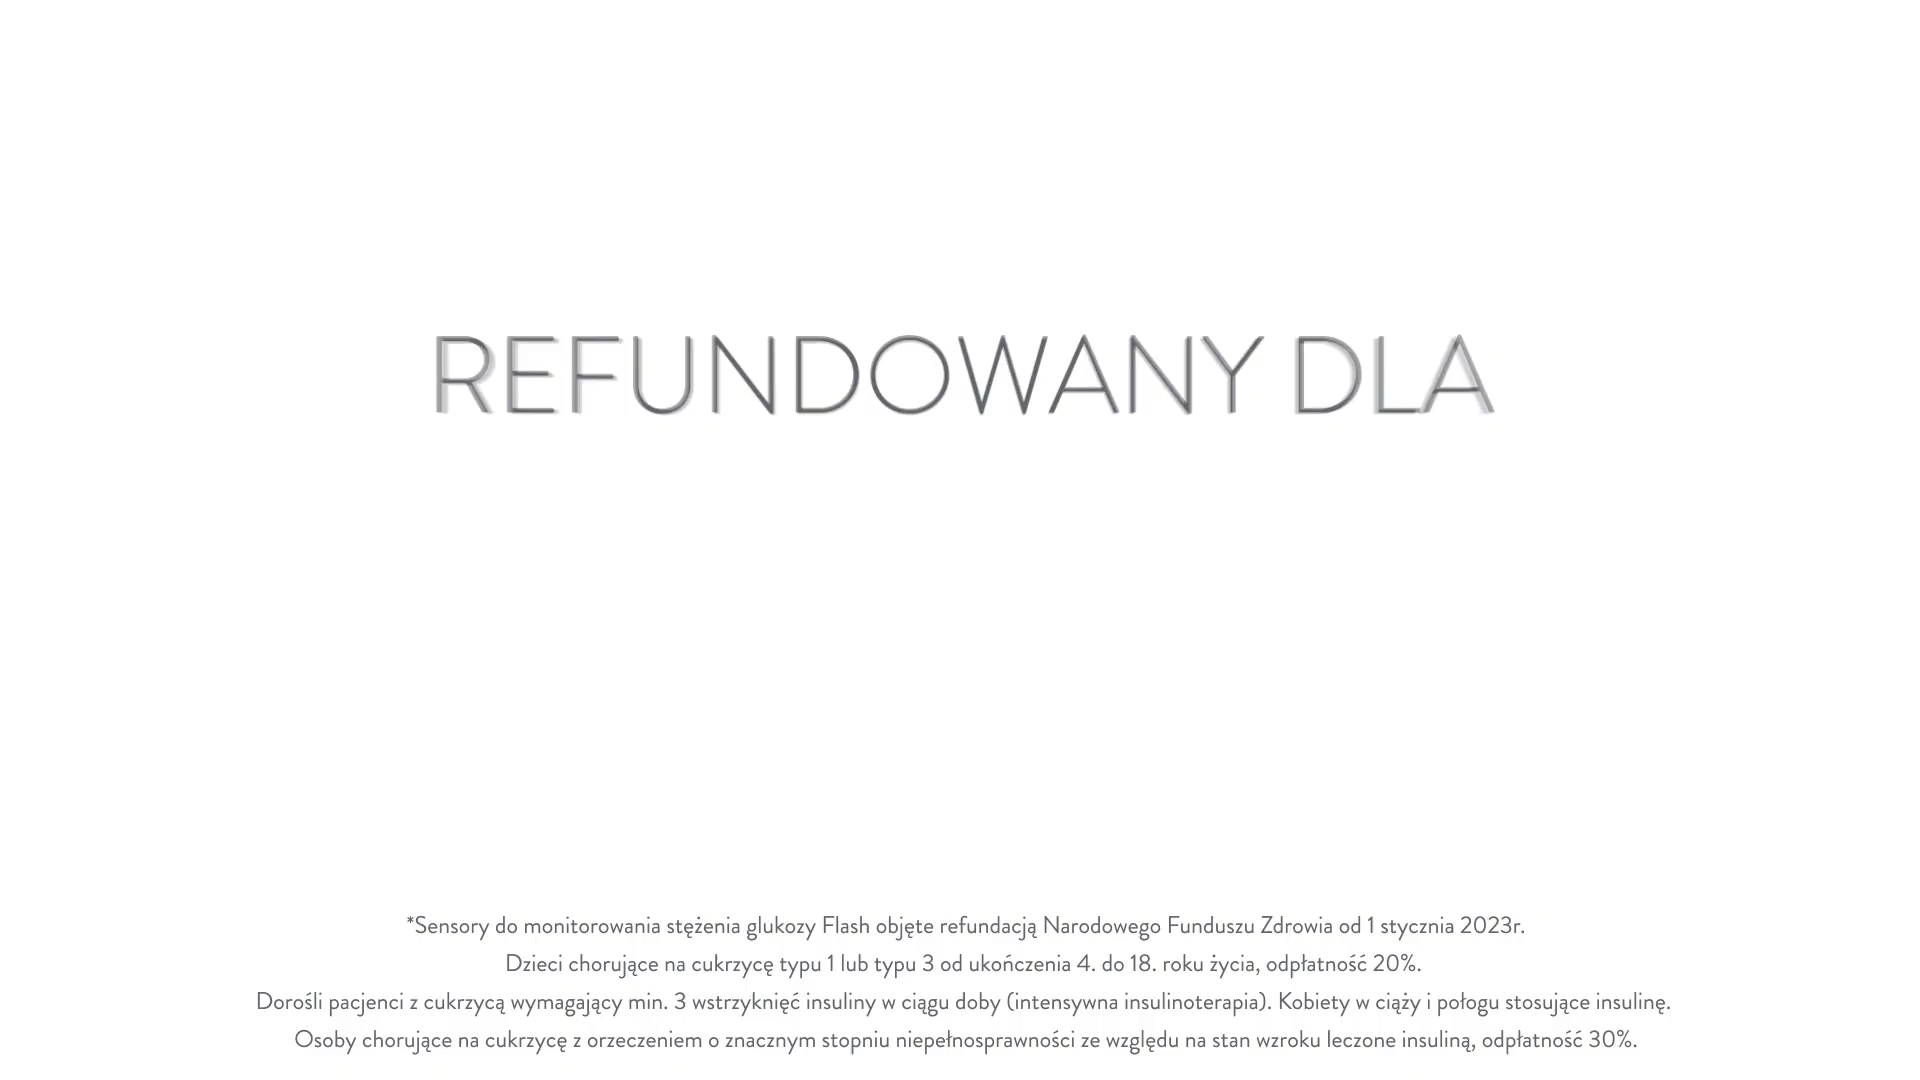 REFUNDOWANY DLA
*Sensory do monitorowania stężenia glukozy Flash objęte refundacją Narodowego Funduszu Zdrowia od 1 stycznia 2023r.
Dzieci chorujące na cukrzycę typu 1 lub typu 3 od ukończenia 4. do 18. roku życia, odpłatność 20%.
Dorośli pacjenci z cukrzycą wymagający min. 3 wstrzyknięć insuliny w ciągu doby (intensywna insulinoterapia). Kobiety w ciąży i połogu stosujące insulinę.
Osoby chorujące na cukrzycę z orzeczeniem o znacznym stopniu niepełnosprawności ze względu na stan wzroku leczone insuliną, odpłatność 30%.